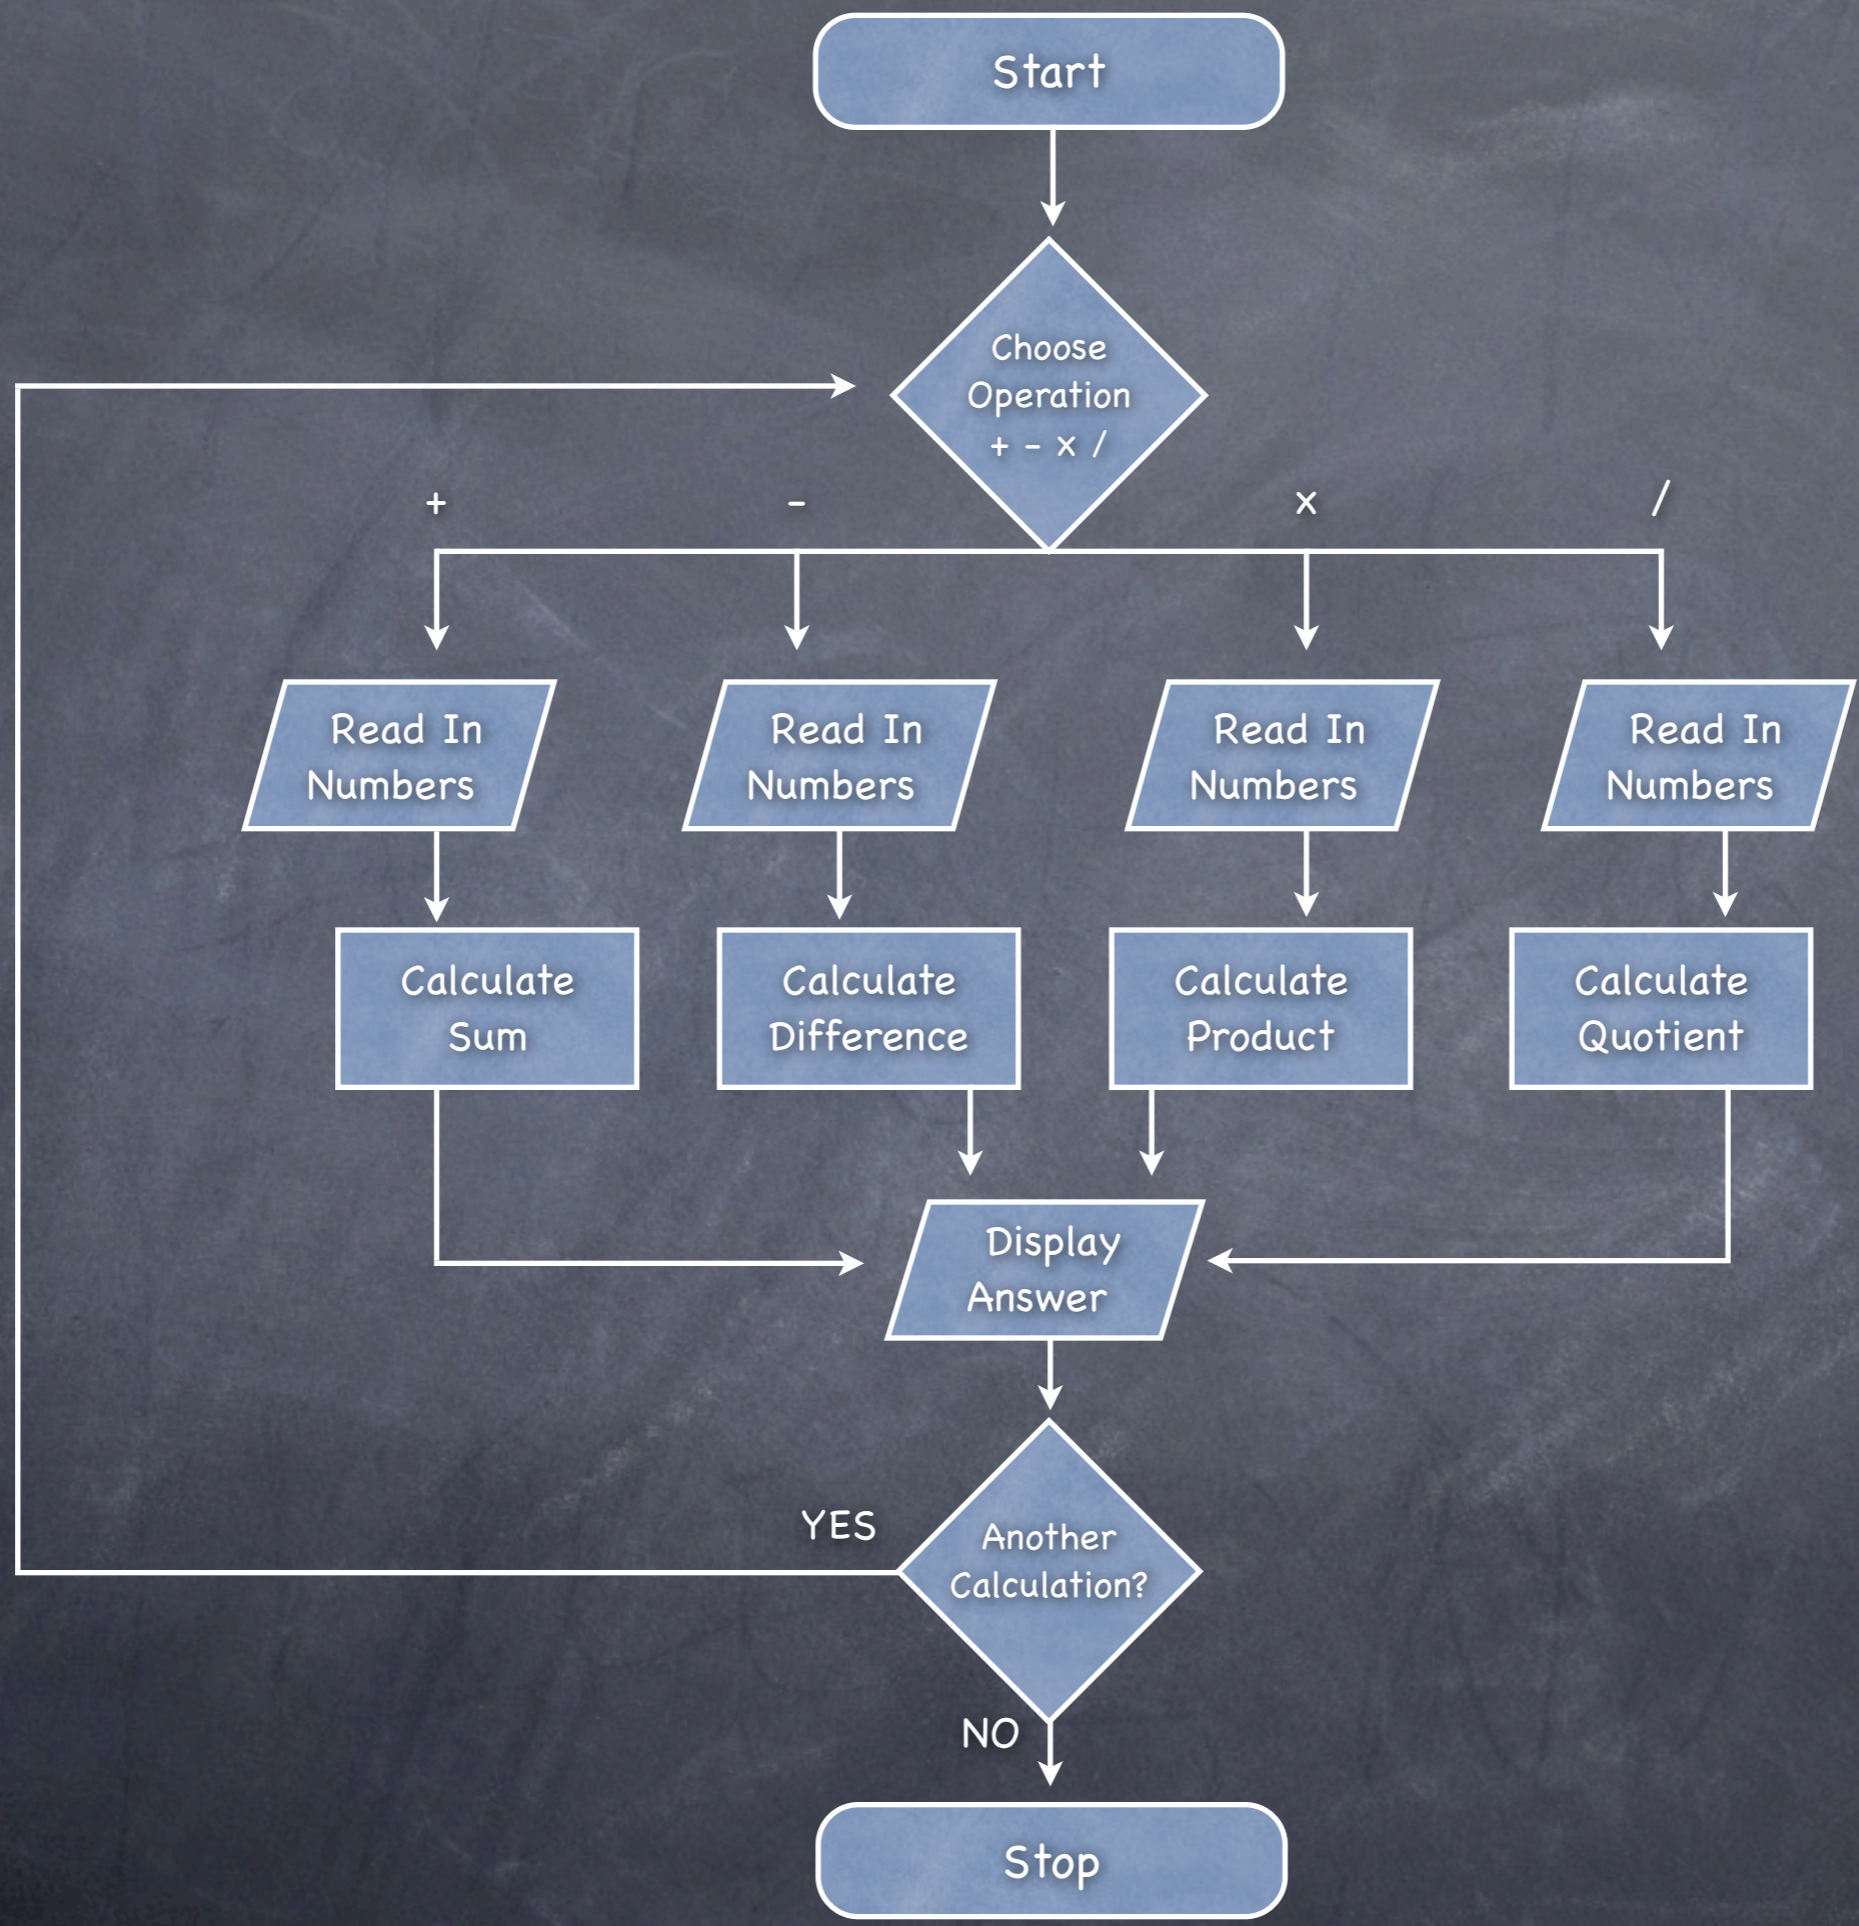 Start
Choose
Operation
+ - x /
+
-
x
/
Read In
Numbers
Read In
Numbers
Read In
Numbers
Read In
Numbers
Calculate
Sum
Calculate
Difference
Calculate
Product
Calculate
Quotient
Display
Answer
YES
Another
Calculation?
NO
Stop